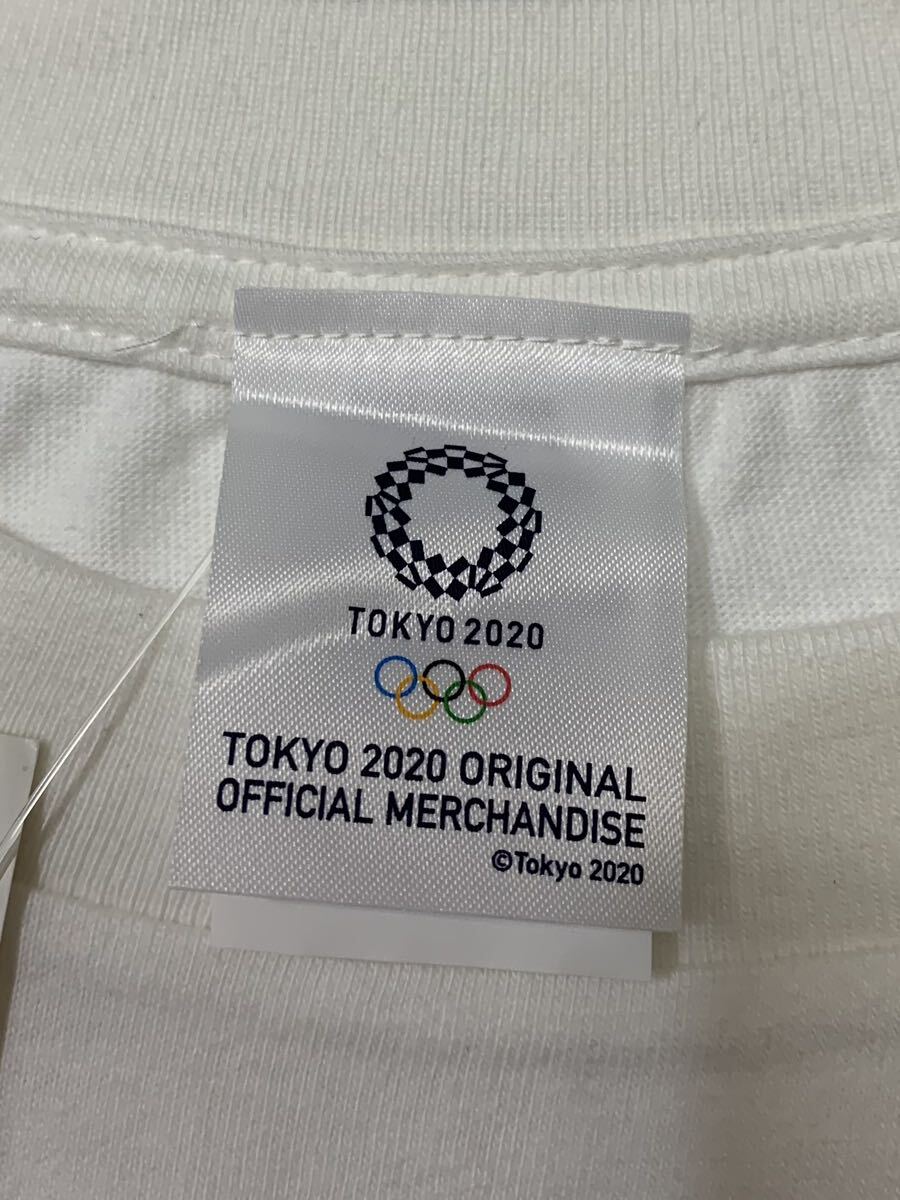 TOKYO 2020
TOKYO 2020 ORIGINAL
OFFICIAL MERCHANDISE
©Tokyo 2020